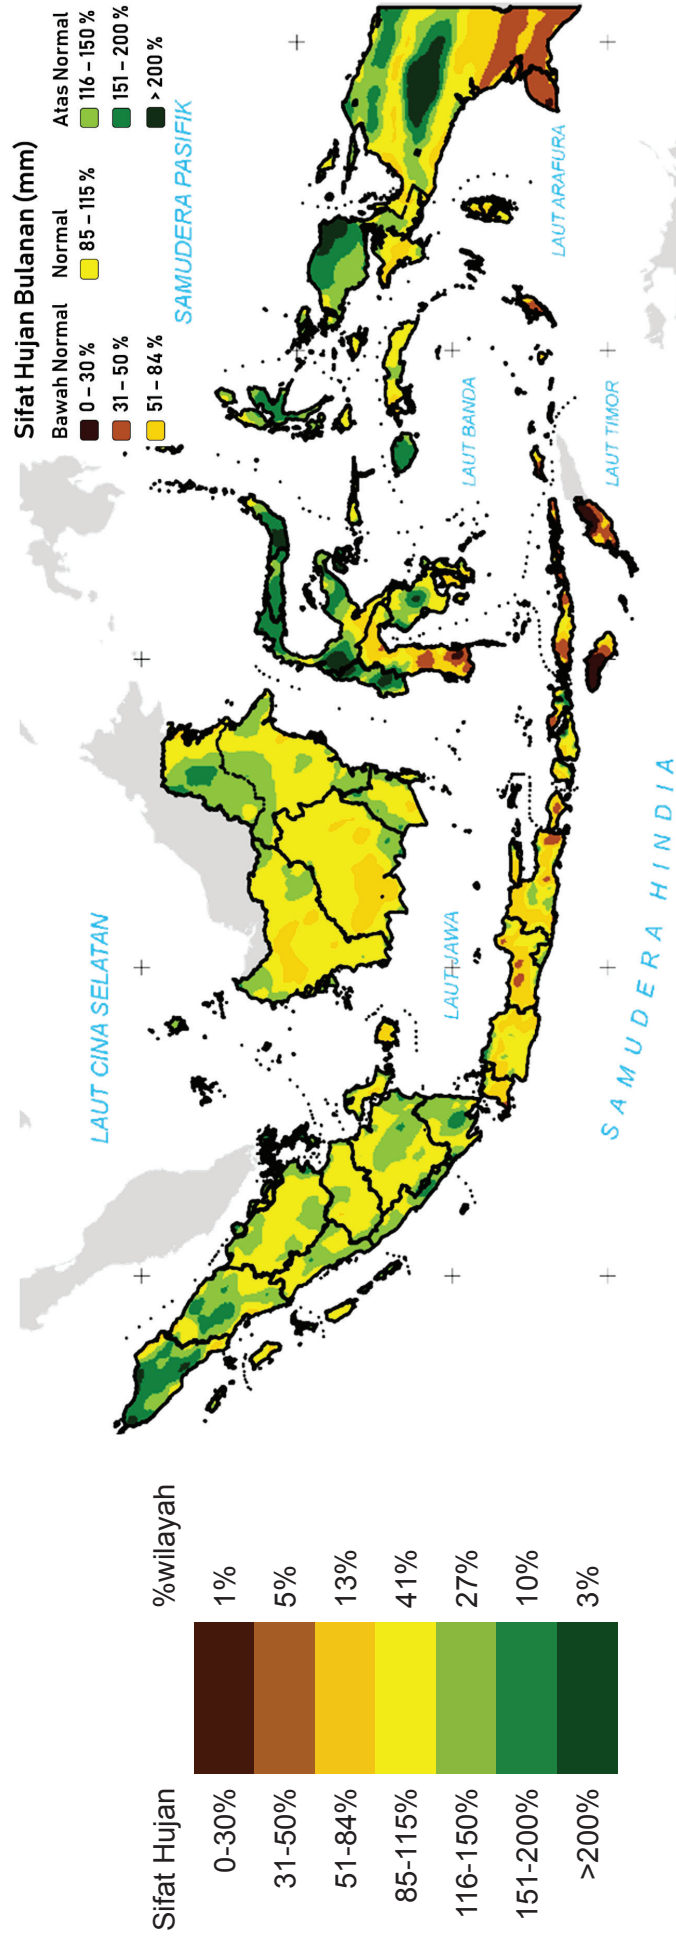 Sifat Hujan %wilayah
0-30% 1%
31-50% 5%
51-84% 13%
85-115% 41%
116-150% 27%
151-200% 10%
>200% 3%
Sifat Hujan Bulanan (mm)
Bawah Normal Normal Atas Normal
0 – 30 % 85 – 115 % 116 – 150 %
31 – 50 % 151 – 200 %
51 – 84 % > 200 %
LAUT CINA SELATAN
SAMUDERA PASIFIK
LAUT JAWA
LAUT BANDA
LAUT ARAFURA
LAUT TIMOR
SAMUDERA HINDIA